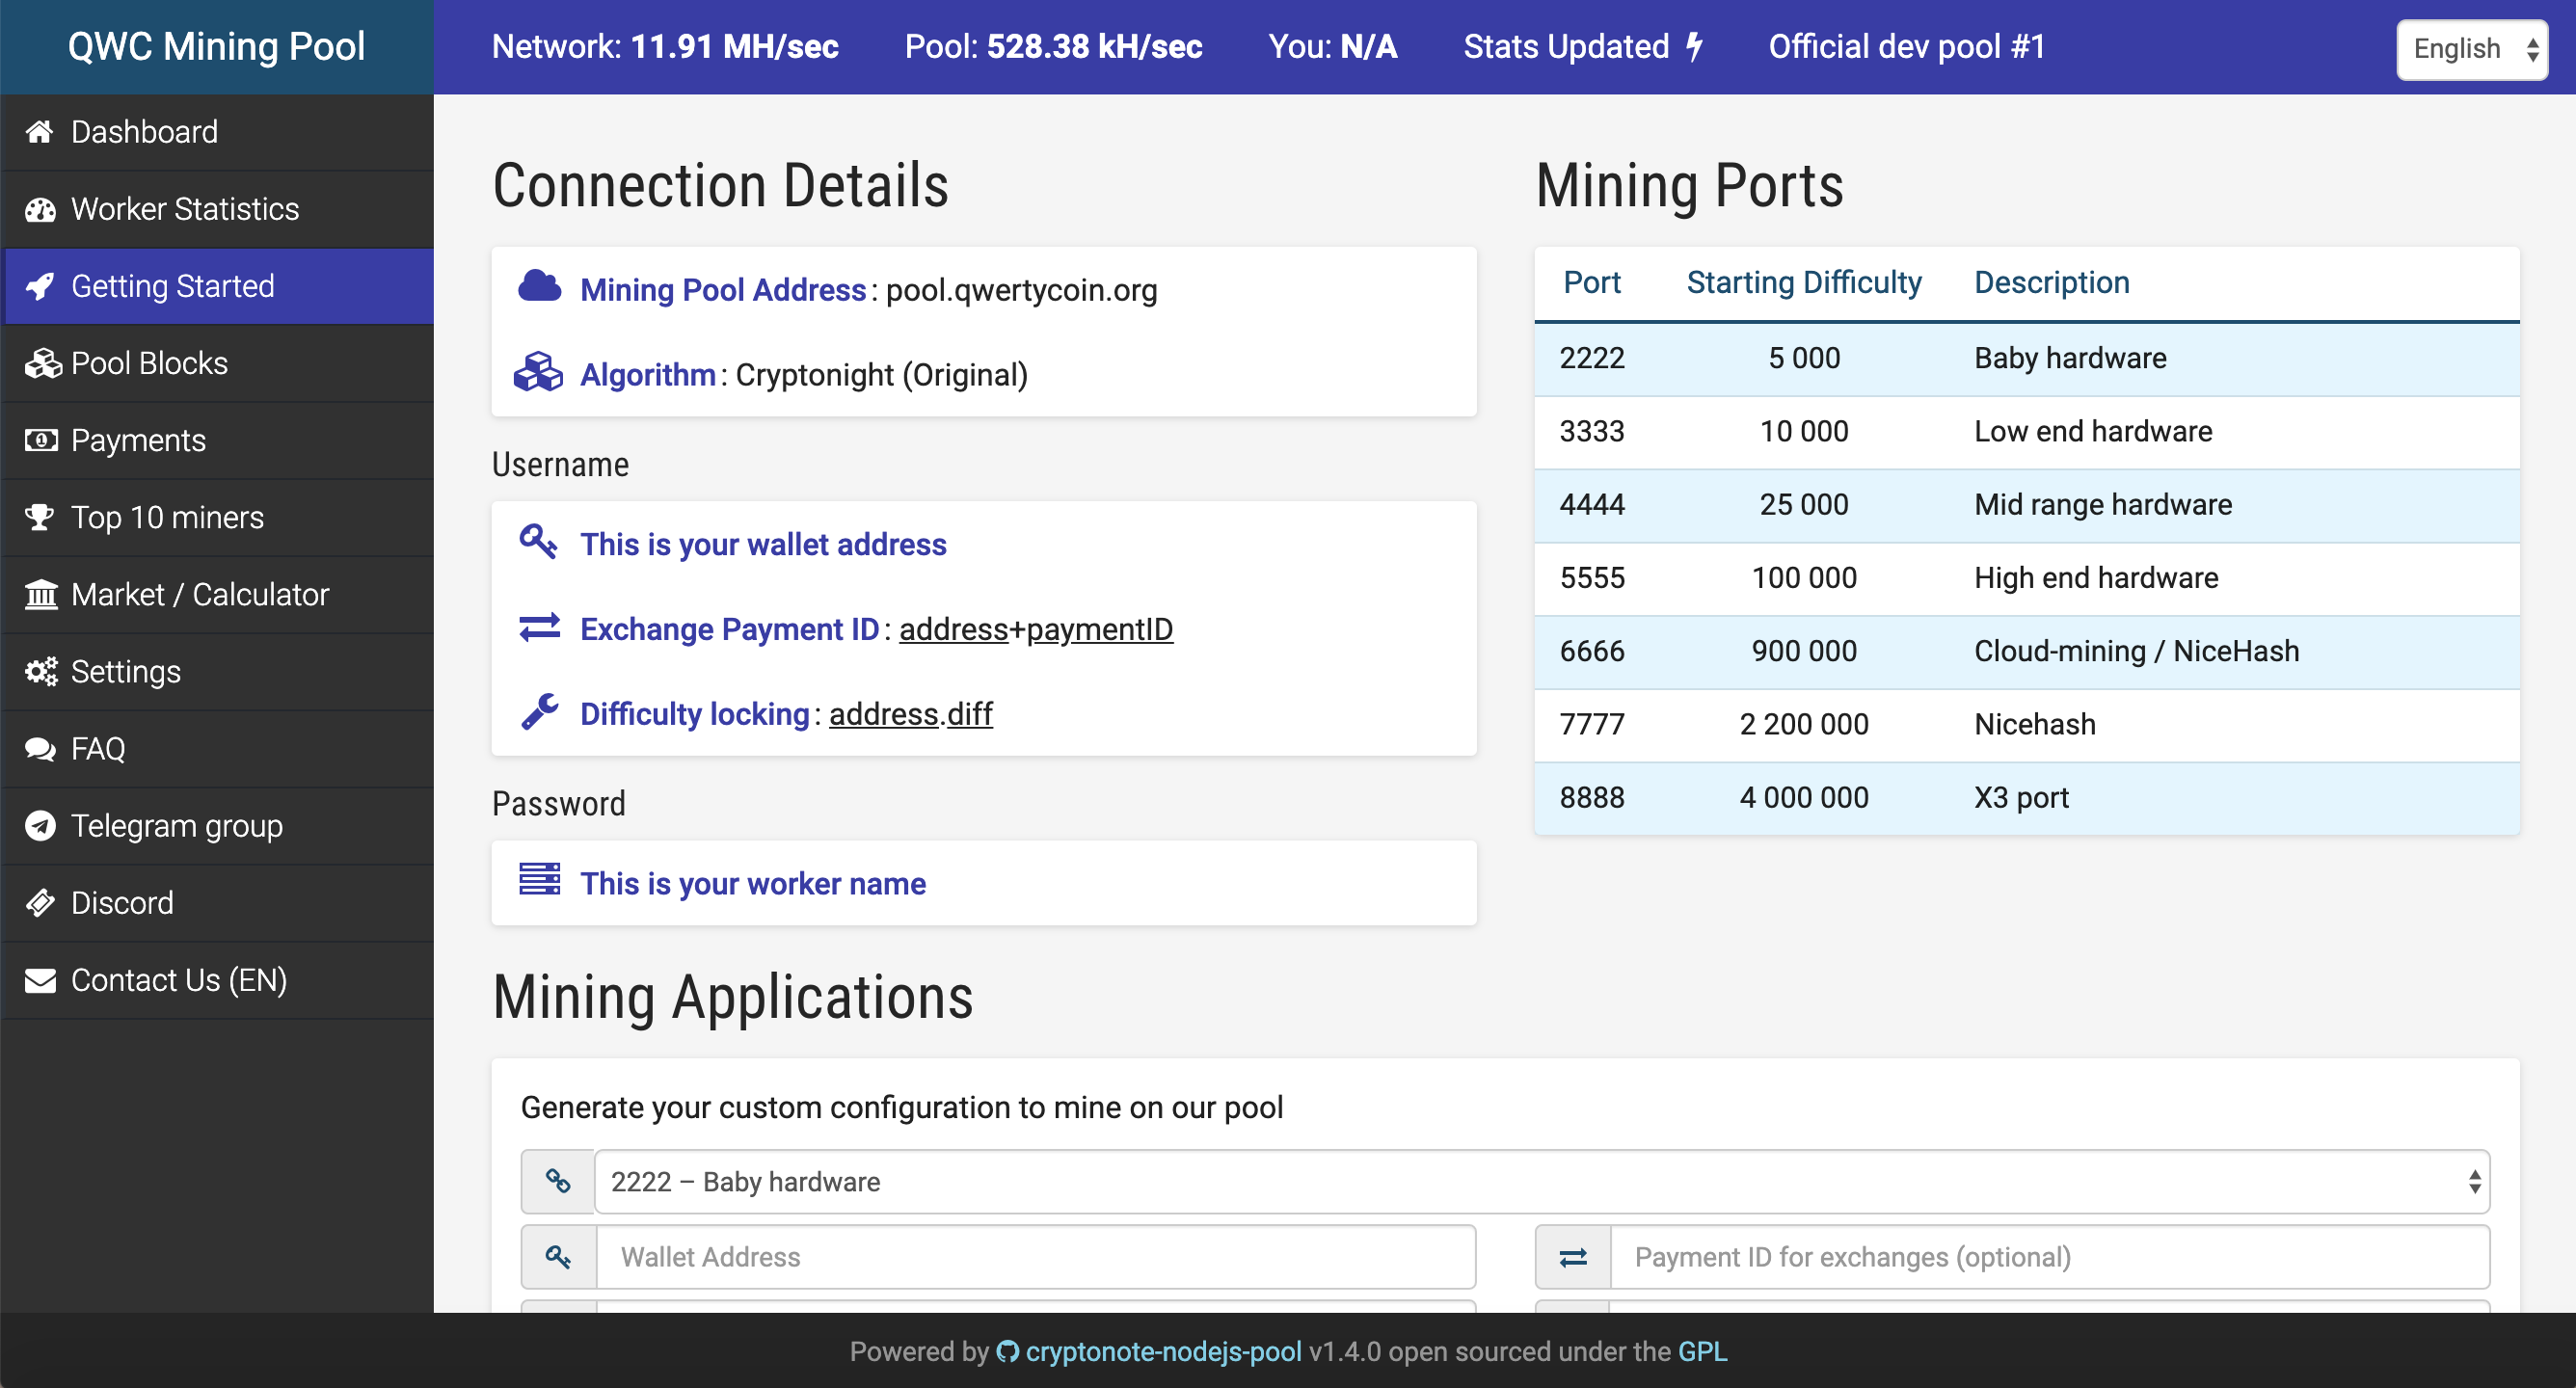 QWC Mining Pool
Network: 11.91 MH/sec Pool: 528.38 kH/sec You: N/A Stats Updated Official dev pool #1 English
Dashboard
Worker Statistics
Getting Started
Pool Blocks
Payments
Top 10 miners
Market / Calculator
Settings
FAQ
Telegram group
Discord
Contact Us (EN)
Connection Details
Mining Pool Address: pool.qwertycoin.org
Algorithm: Cryptonight (Original)
Username
This is your wallet address
Exchange Payment ID: address+paymentID
Difficulty locking: address.diff
Password
This is your worker name
Mining Ports
Port Starting Difficulty Description
2222 5 000 Baby hardware
3333 10 000 Low end hardware
4444 25 000 Mid range hardware
5555 100 000 High end hardware
6666 900 000 Cloud-mining / NiceHash
7777 2 200 000 Nicehash
8888 4 000 000 X3 port
Mining Applications
Generate your custom configuration to mine on our pool
2222 – Baby hardware
Wallet Address
Payment ID for exchanges (optional)
Powered by cryptonote-nodejs-pool v1.4.0 open sourced under the GPL